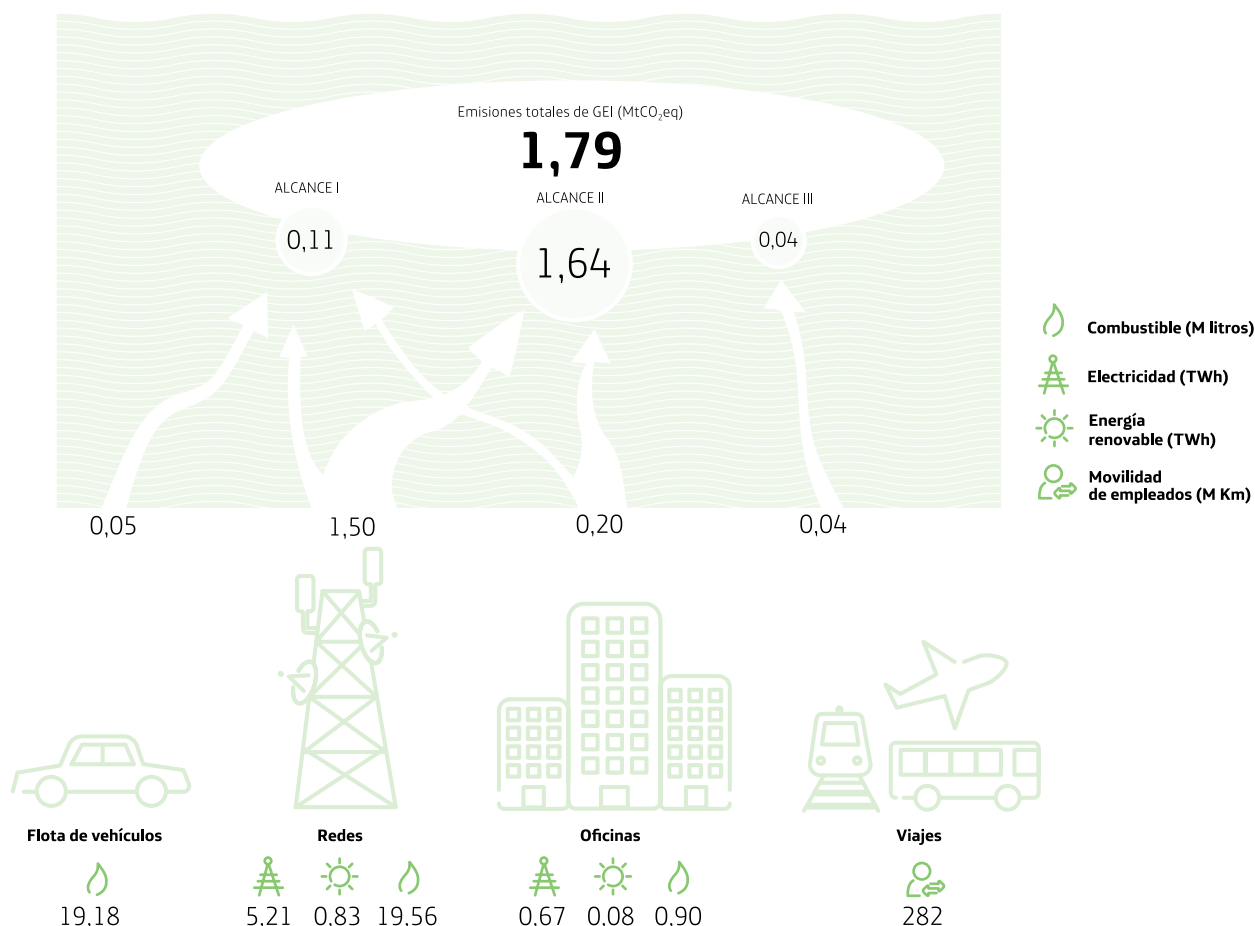 Emisiones totales de GEI (MtCO₂eq)
1,79
ALCANCE I
ALCANCE II
ALCANCE III
0,11
1,64
0,04
Combustible (M litros)
Electricidad (TWh)
Energía
renovable (TWh)
Movilidad
de empleados (M Km)
0,05
1,50
0,20
0,04
Flota de vehículos
Redes
Oficinas
Viajes
19,18
5,21 0,83 19,56
0,67 0,08 0,90
282